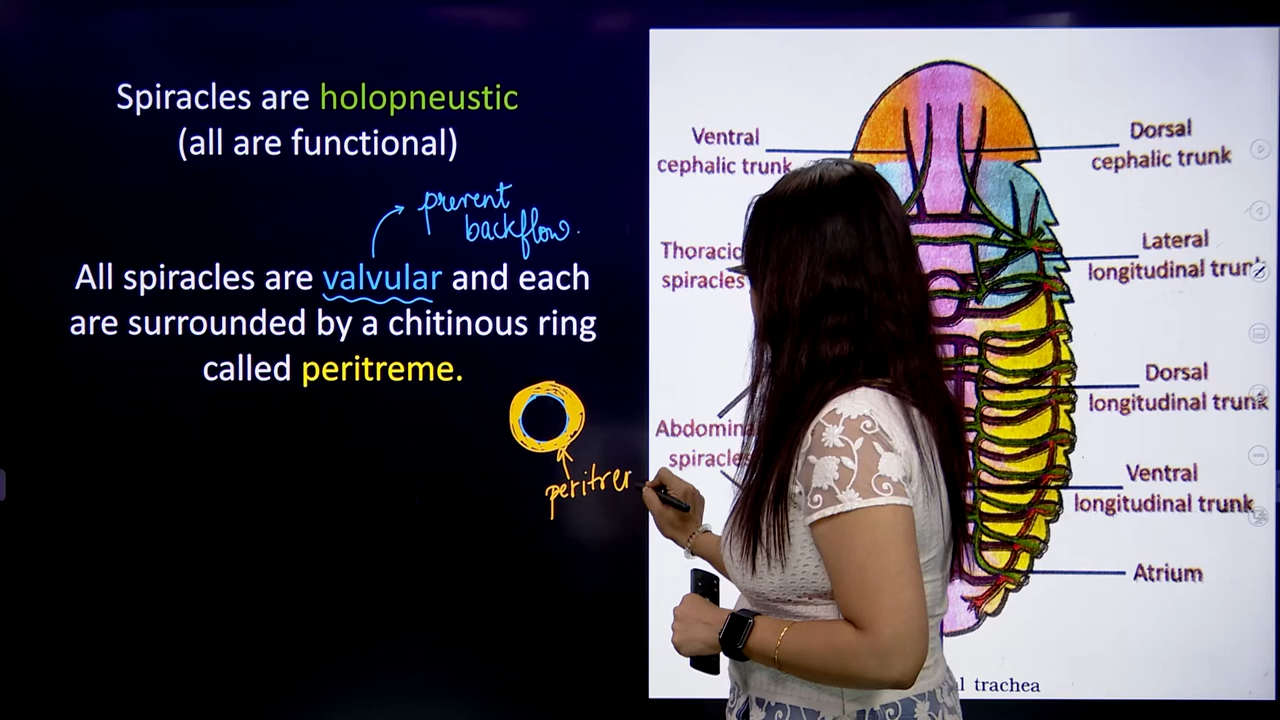 Spiracles are holopneustic
(all are functional)
prevent
backflow.
All spiracles are valvular and each
are surrounded by a chitinous ring
called peritreme.
Ventral
cephalic trunk
Dorsal
cephalic trunk
Thoracic
spiracles
Lateral
longitudinal trunk
Dorsal
longitudinal trunk
spiracles
Ventral
longitudinal trunk
Atrium
trachea